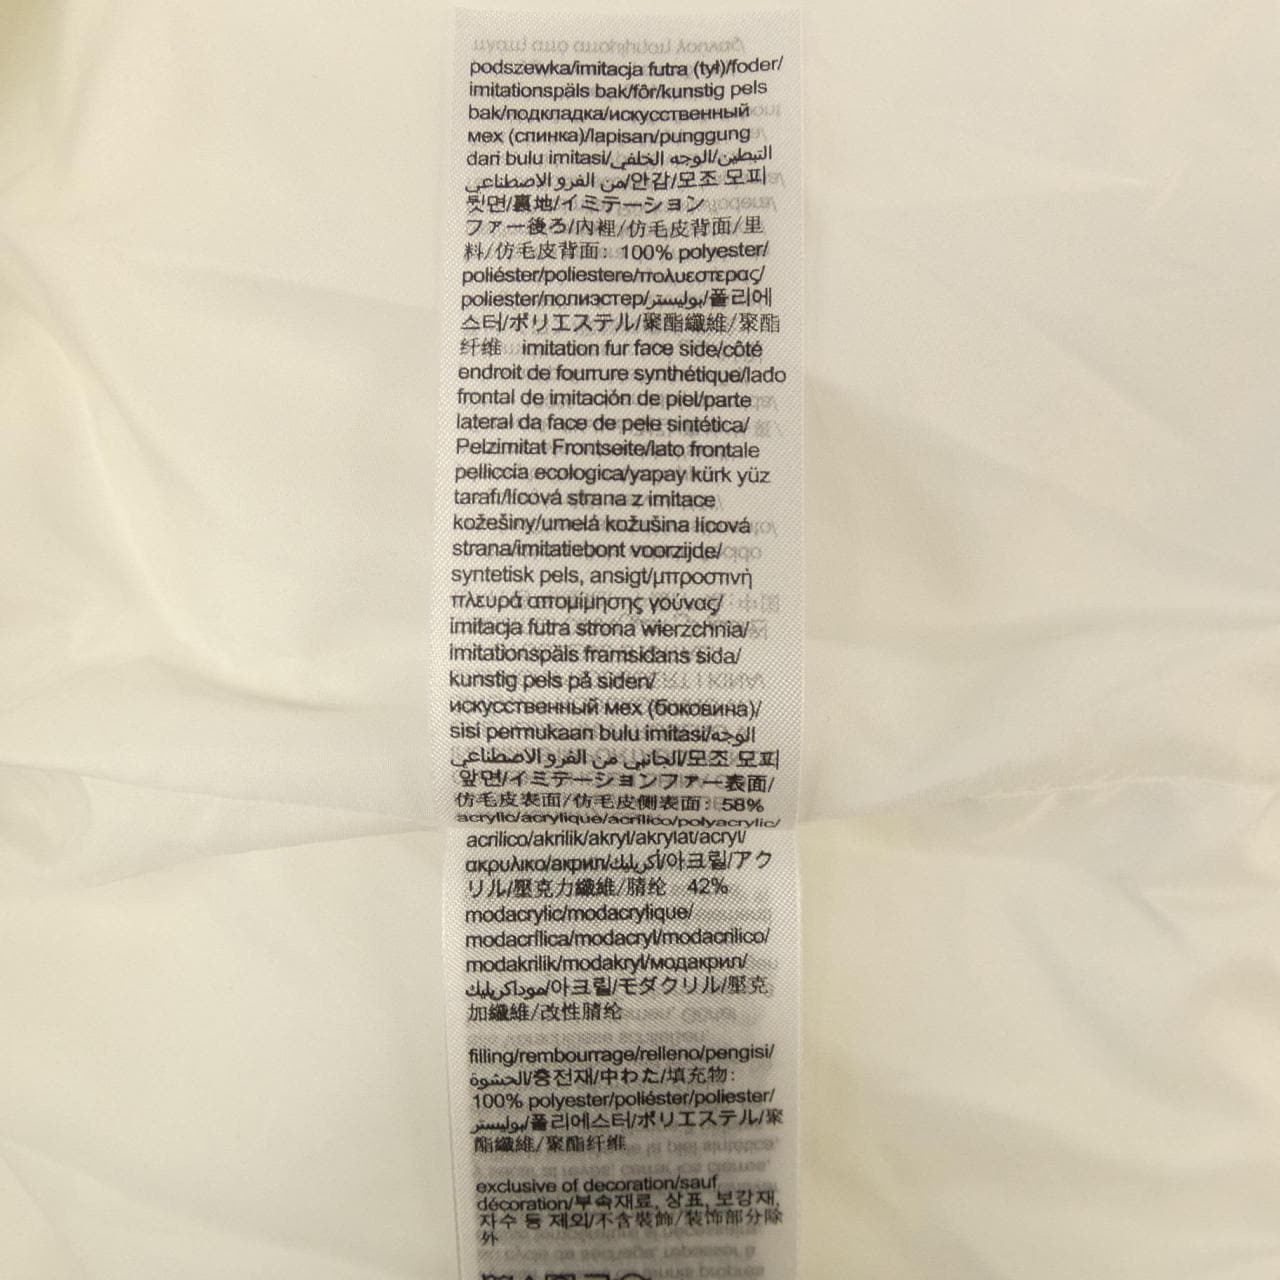 podszewka/imitacja futra (tył)/foder/
imitationspäls bak/fôr/kunstig pels
bak/подкладка/искусственный
мех (спинка)/lapisan/punggung
dari bulu imitasi/التبطين/الوجه الخلفي
من الفرو الاصطناعي/안감/모조 모피
뒷면/裏地/イミテーション
ファー後ろ/內裡/仿毛皮背面/里
料/仿毛皮背面: 100% polyester/
poliéster/poliestere/πολυεστερας/
poliester/полиэстер/بوليستر/폴리에
스터/ポリエステル/聚酯纖維/聚酯
纤维 imitation fur face side/côté
endroit de fourrure synthétique/lado
frontal de imitación de piel/parte
lateral da face de pele sintética/
Pelzimitat Frontseite/lato frontale
pelliccia ecologica/yapay kürk yüz
tarafı/lícová strana z imitace
kožešiny/umelá kožušina lícová
strana/imitatiebont voorzijde/
syntetisk pels, ansigt/μπροστινή
πλευρά απομίμησης γούνας/
imitacja futra strona wierzchnia/
imitationspäls framsidans sida/
kunstig pels på siden/
искусственный мех (боковина)/
sisi permukaan bulu imitasi/الوجه
الجانبي من الفرو الاصطناعي/모조 모피
앞면/イミテーションファー表面/
仿毛皮表面/仿毛皮侧表面: 58%
acrylic/acrylique/acrílico/polyacrylic/
acrilico/akrilik/akryl/akrylat/acryl/
ακρυλικο/акрил/أكريليك/아크릴/アク
リル/壓克力纖維/腈纶 42%
modacrylic/modacrylique/
modacrílica/modacryl/modacrilico/
modakrilik/modakryl/модакрил/
موداكريليك/아크릴/モダクリル/壓克
加纖維/改性腈纶
filling/rembourrage/relleno/pengisi/
الحشوة/충전재/中わた/填充物:
100% polyester/poliéster/poliester/
بوليستر/폴리에스터/ポリエステル/聚
酯纖維/聚酯纤维
exclusive of decoration/sauf
décoration/부속재료, 상표, 보강재,
자수 등 제외/不含裝飾/装饰部分除
外